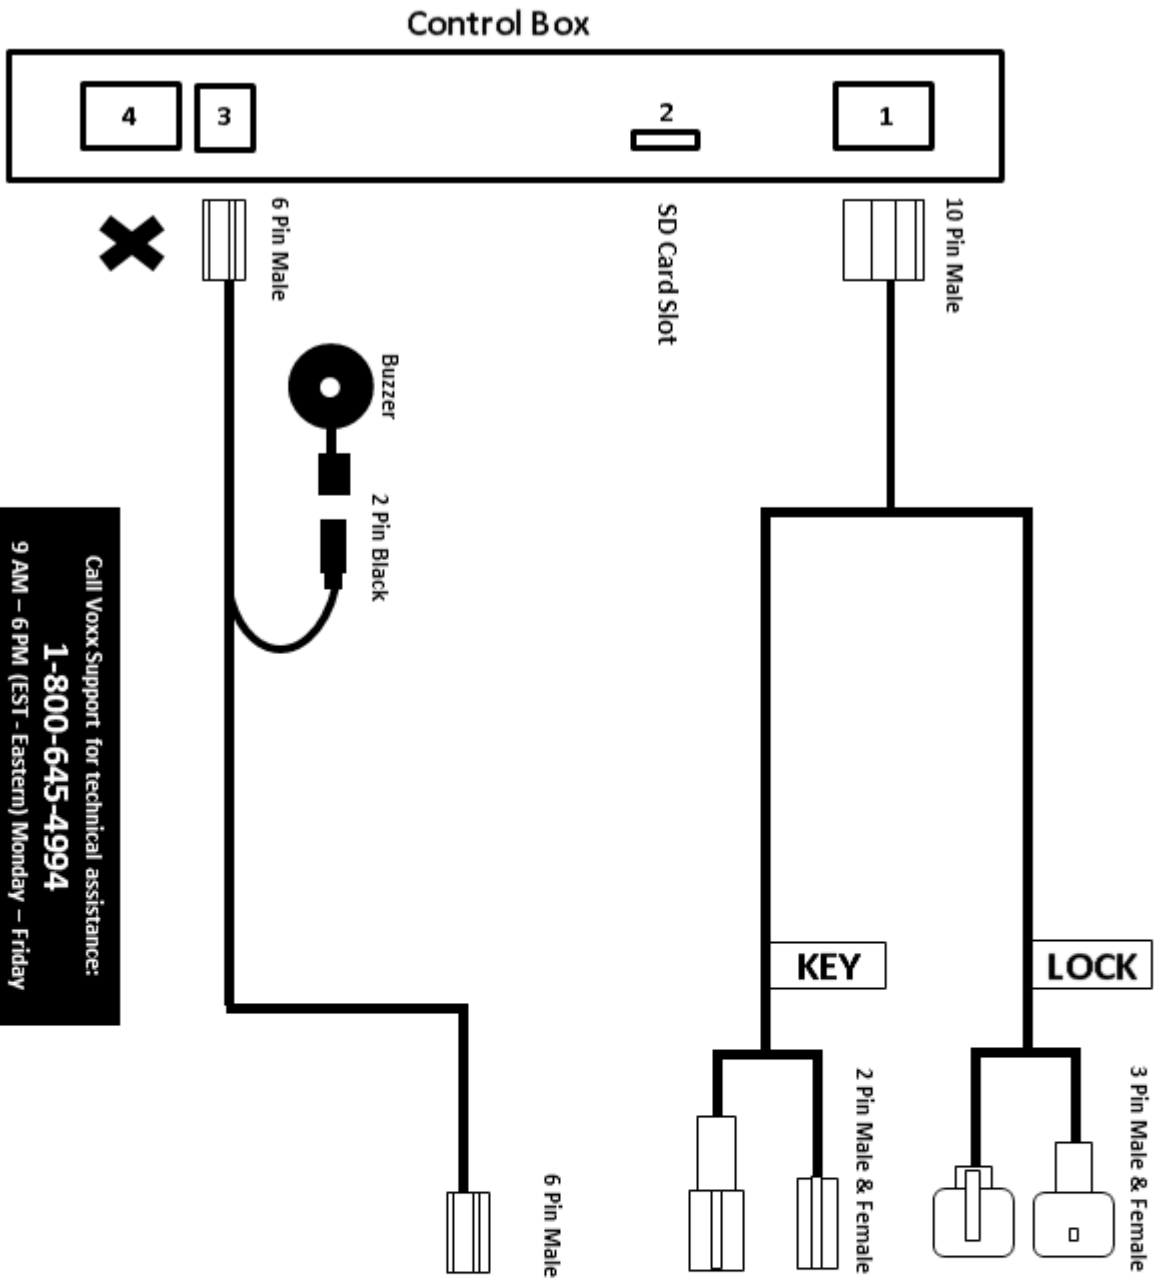 Control Box
4
3
2
1
6 Pin Male
SD Card Slot
10 Pin Male
Buzzer
2 Pin Black
Call Voxx Support for technical assistance:
1-800-645-4994
9 AM – 6 PM (EST - Eastern) Monday – Friday
KEY
LOCK
2 Pin Male & Female
3 Pin Male & Female
6 Pin Male